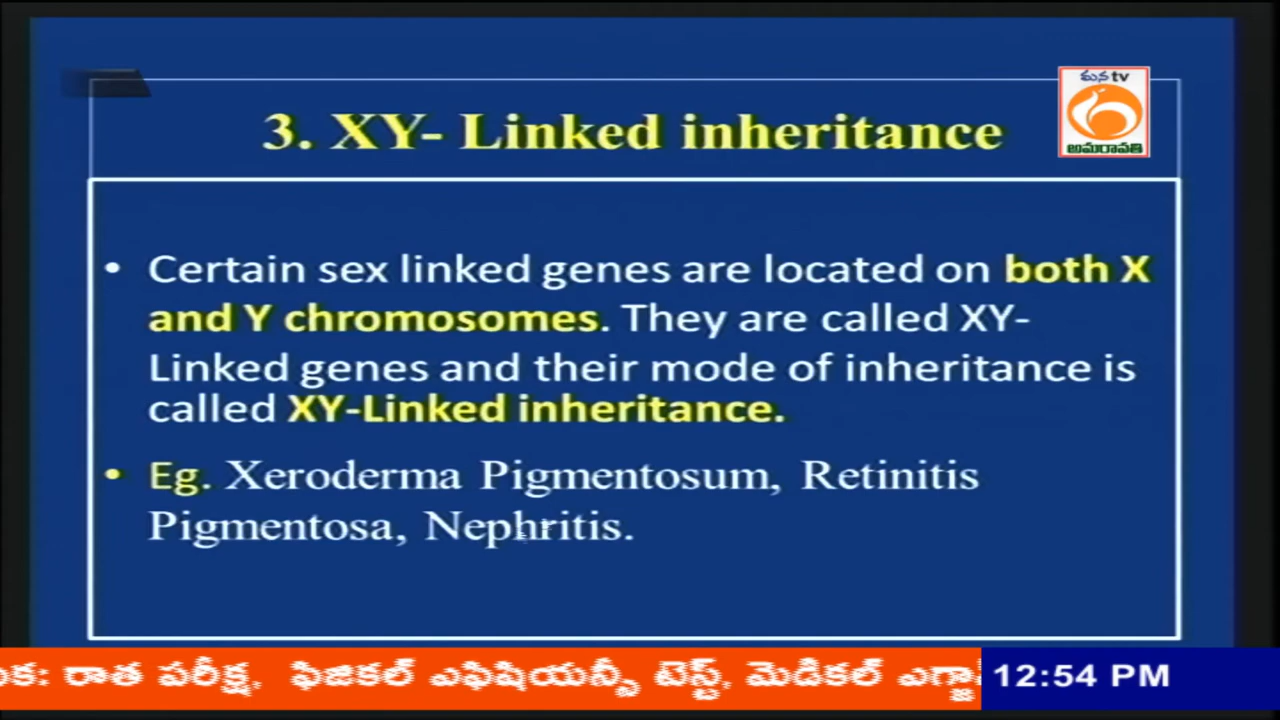 మన tv
అమరావతి
3. XY- Linked inheritance
• Certain sex linked genes are located on both X
and Y chromosomes. They are called XY-
Linked genes and their mode of inheritance is
called XY-Linked inheritance.
• Eg. Xeroderma Pigmentosum, Retinitis
Pigmentosa, Nephritis.
రాత పరీక్ష, ఫిజికల్ ఎఫిషియన్సీ టెస్ట్, మెడికల్
12:54 PM